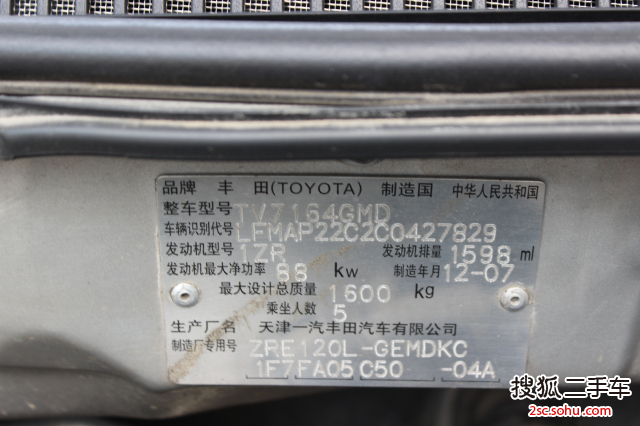 品牌 丰 田(TOYOTA) 制造国 中华人民共和国
整车型号 TV7164GMD
车辆识别代号 LFMAP22C2C0427829
发动机型号 1ZR 发动机排量 1598 ml
发动机最大净功率 88 kw 制造年月 12-07
最大设计总质量 1600 kg
乘坐人数 5
生产厂名 天津一汽丰田汽车有限公司
制造厂专用号 ZRE120L-GEMDKC
1F7FA05 C50 -04A
搜狐二手车
2sc.sohu.com